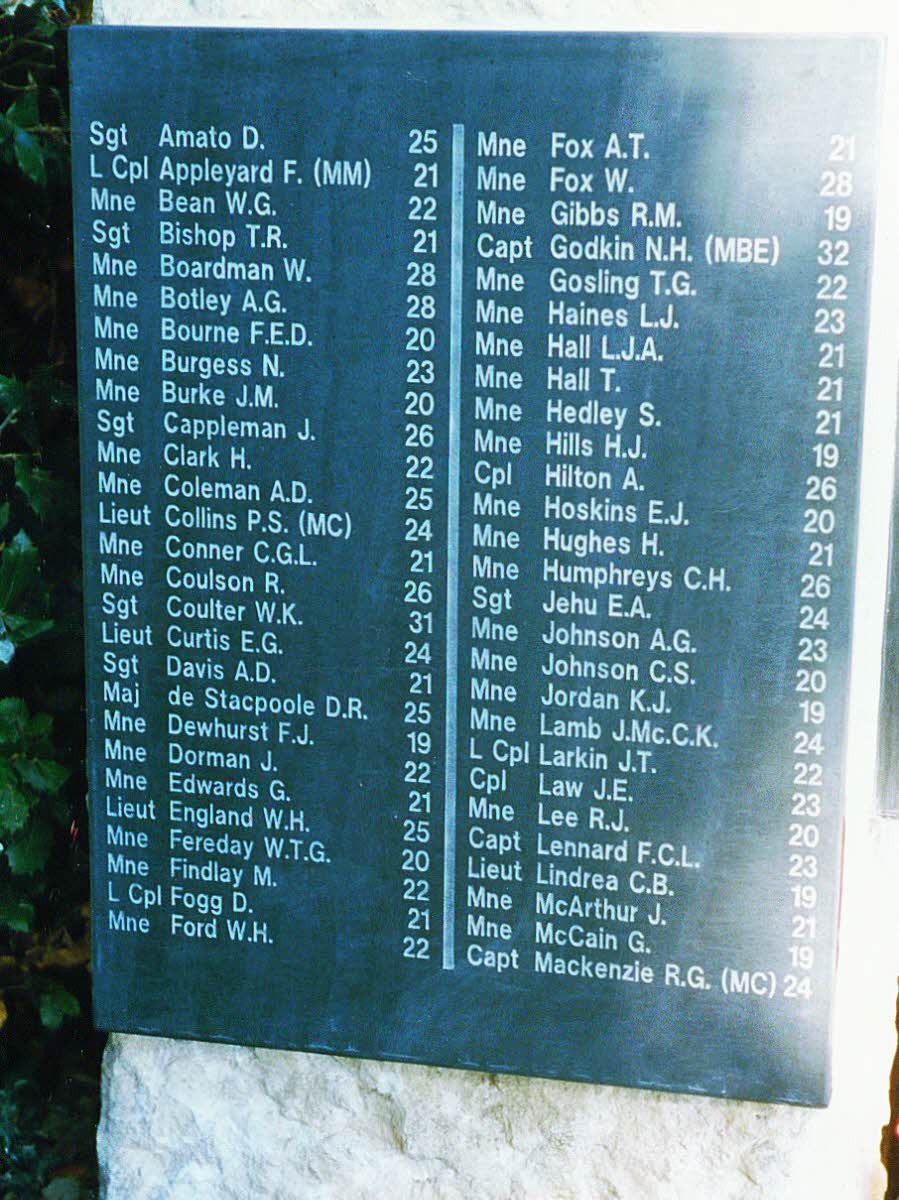 Sgt Amato D. 25
L Cpl Appleyard F. (MM) 21
Mne Bean W.G. 22
Sgt Bishop T.R. 21
Mne Boardman W. 28
Mne Botley A.G. 28
Mne Bourne F.E.D. 20
Mne Burgess N. 23
Mne Burke J.M. 20
Sgt Cappleman J. 26
Mne Clark H. 22
Mne Coleman A.D. 25
Lieut Collins P.S. (MC) 24
Mne Conner C.G.L. 21
Mne Coulson R. 26
Sgt Coulter W.K. 31
Lieut Curtis E.G. 24
Sgt Davis A.D. 21
Maj de Stacpoole D.R. 25
Mne Dewhurst F.J. 19
Mne Dorman J. 22
Mne Edwards G. 21
Lieut England W.H. 25
Mne Fereday W.T.G. 20
Mne Findlay M. 22
L Cpl Fogg D. 21
Mne Ford W.H. 22
Mne Fox A.T. 21
Mne Fox W. 28
Mne Gibbs R.M. 19
Capt Godkin N.H. (MBE) 32
Mne Gosling T.G. 22
Mne Haines L.J. 23
Mne Hall L.J.A. 21
Mne Hall T. 21
Mne Hedley S. 21
Mne Hills H.J. 19
Cpl Hilton A. 26
Mne Hoskins E.J. 20
Mne Hughes H. 21
Mne Humphreys C.H. 26
Sgt Jehu E.A. 24
Mne Johnson A.G. 23
Mne Johnson C.S. 20
Mne Jordan K.J. 19
Mne Lamb J.Mc.C.K. 24
L Cpl Larkin J.T. 22
Cpl Law J.E. 23
Mne Lee R.J. 20
Capt Lennard F.C.L. 23
Lieut Lindrea C.B. 19
Mne McArthur J. 21
Mne McCain G. 19
Capt Mackenzie R.G. (MC) 24